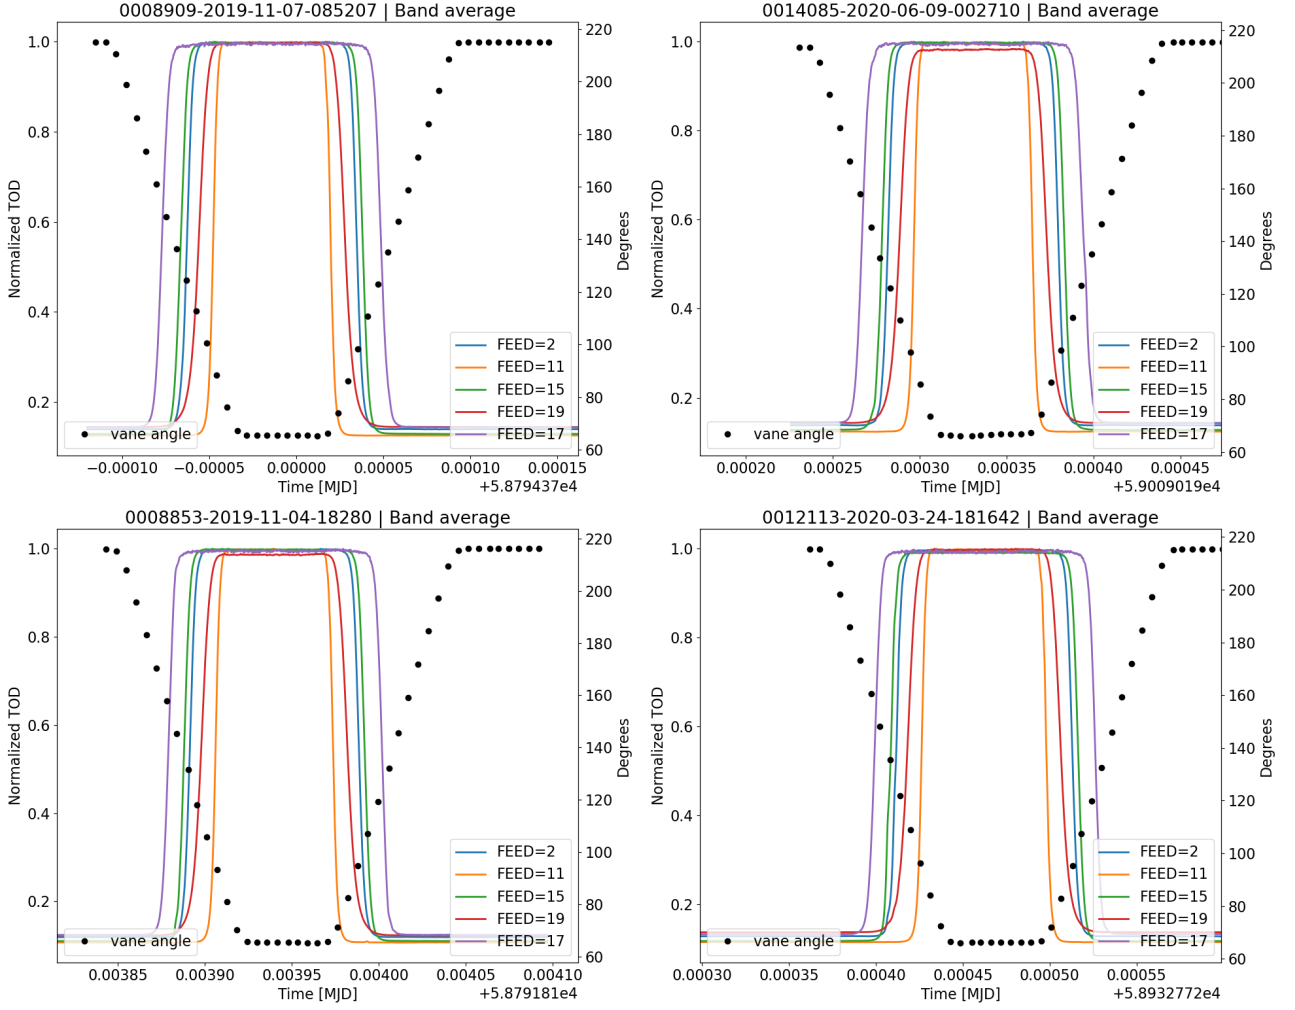 0008909-2019-11-07-085207 | Band average
1.0
0.8
0.6
0.4
0.2
Normalized TOD
220
200
180
160
140
120
100
80
60
Degrees
FEED=2
FEED=11
FEED=15
FEED=19
FEED=17
vane angle
−0.00010
−0.00005
0.00000
0.00005
0.00010
0.00015
Time [MJD]
+5.879437e4
0014085-2020-06-09-002710 | Band average
1.0
0.8
0.6
0.4
0.2
Normalized TOD
220
200
180
160
140
120
100
80
60
Degrees
FEED=2
FEED=11
FEED=15
FEED=19
FEED=17
vane angle
0.00020
0.00025
0.00030
0.00035
0.00040
0.00045
Time [MJD]
+5.9009019e4
0008853-2019-11-04-18280 | Band average
1.0
0.8
0.6
0.4
0.2
Normalized TOD
220
200
180
160
140
120
100
80
60
Degrees
FEED=2
FEED=11
FEED=15
FEED=19
FEED=17
vane angle
0.00385
0.00390
0.00395
0.00400
0.00405
0.00410
Time [MJD]
+5.879181e4
0012113-2020-03-24-181642 | Band average
1.0
0.8
0.6
0.4
0.2
Normalized TOD
220
200
180
160
140
120
100
80
60
Degrees
FEED=2
FEED=11
FEED=15
FEED=19
FEED=17
vane angle
0.00030
0.00035
0.00040
0.00045
0.00050
0.00055
Time [MJD]
+5.8932772e4